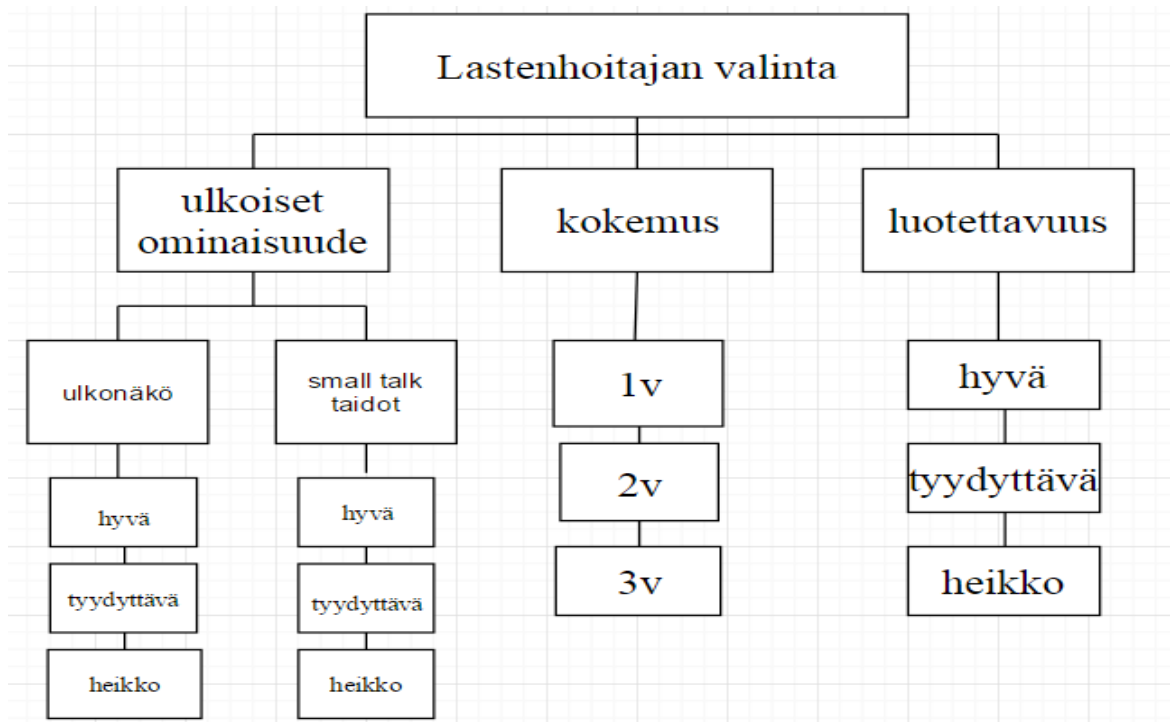 Lastenhoitajan valinta
ulkoiset
ominaisuude
kokemus
luotettavuus
ulkonäkö
small talk
taidot
1v
2v
3v
hyvä
tyydyttävä
heikko
hyvä
tyydyttävä
heikko
hyvä
tyydyttävä
heikko